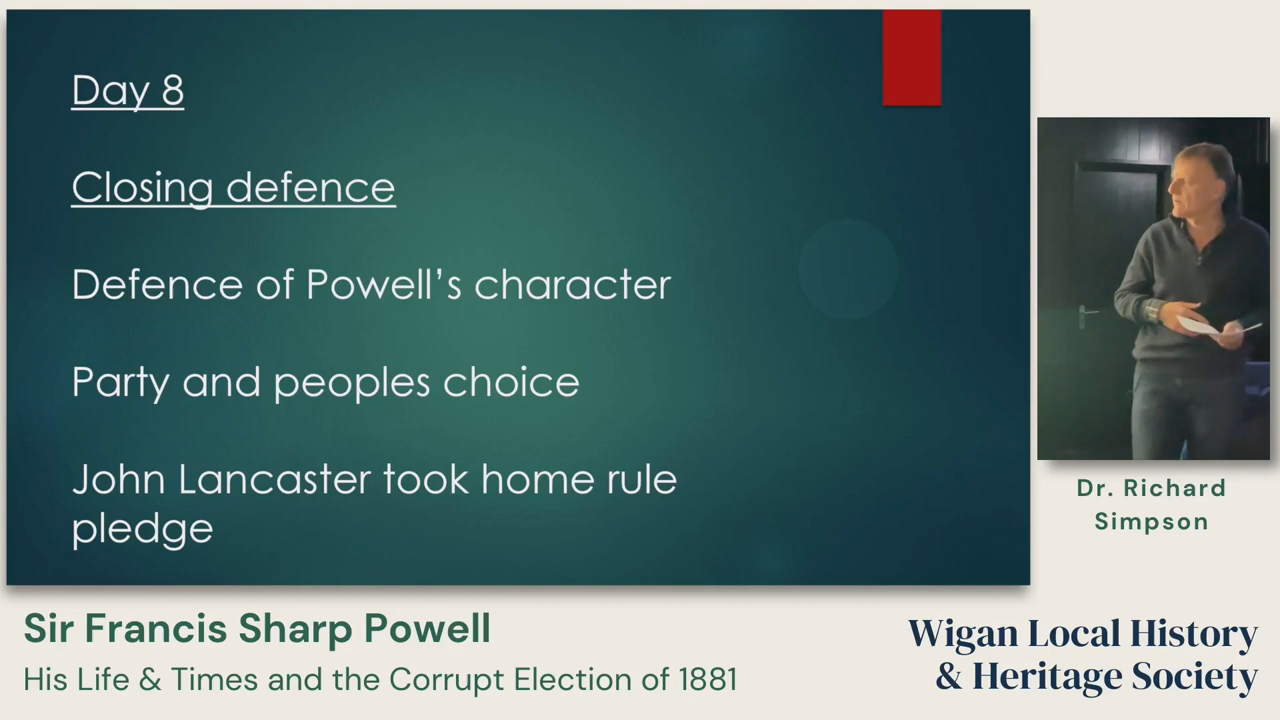 Day 8
Closing defence
Defence of Powell’s character
Party and peoples choice
John Lancaster took home rule
pledge
Dr. Richard
Simpson
Sir Francis Sharp Powell
His Life & Times and the Corrupt Election of 1881
Wigan Local History
& Heritage Society